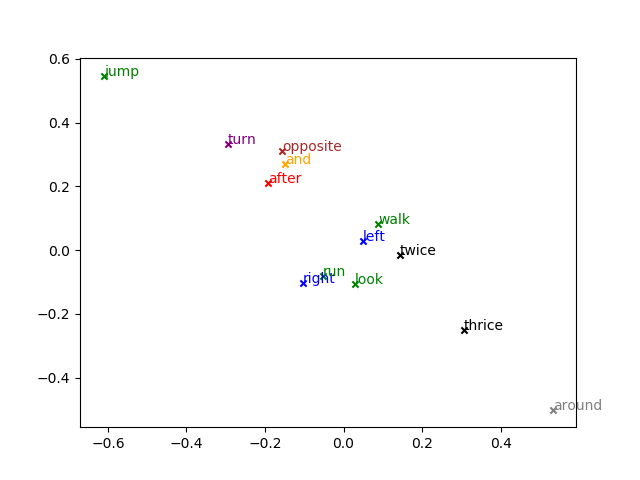 0.6
jump
0.4
turn
opposite
and
after
0.2
walk
left
0.0
twice
run
right
look
−0.2
thrice
−0.4
around
−0.6 −0.4 −0.2 0.0 0.2 0.4